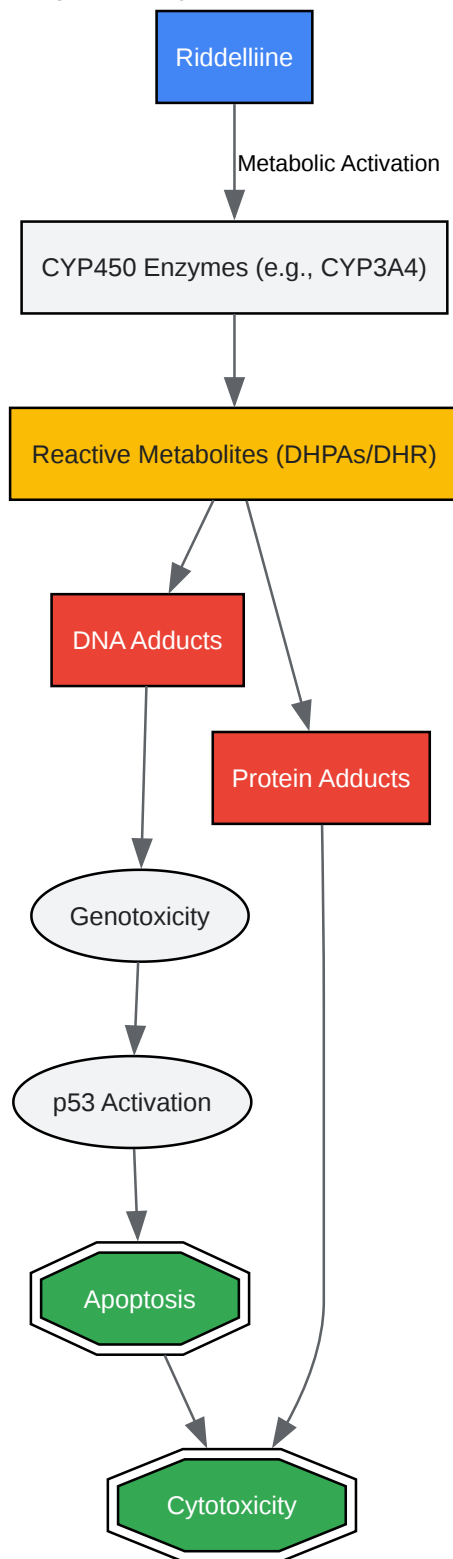 Riddelliine
Metabolic Activation
CYP450 Enzymes (e.g., CYP3A4)
Reactive Metabolites (DHPAs/DHR)
DNA Adducts
Protein Adducts
Genotoxicity
p53 Activation
Apoptosis
Cytotoxicity